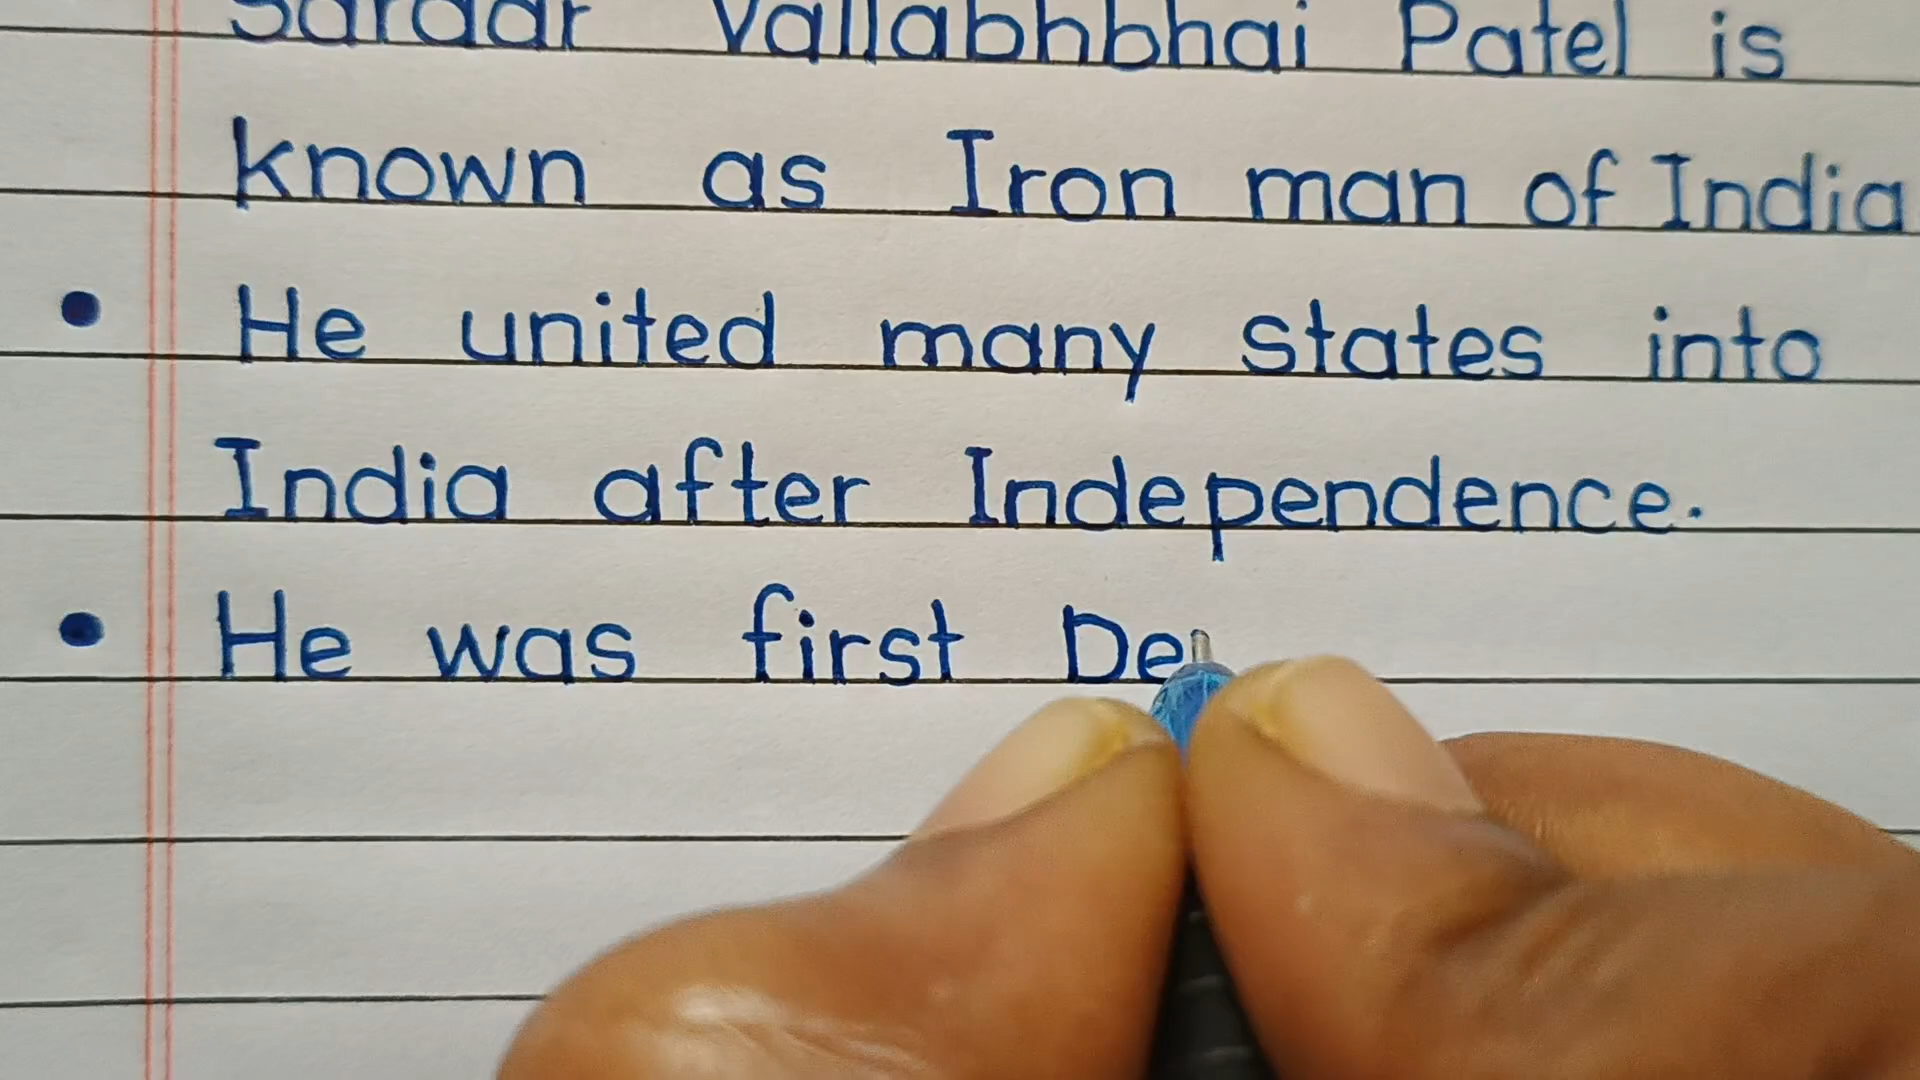 Sardar Vallabhbhai Patel is
known as Iron man of India
• He united many states into
India after Independence.
• He was first De